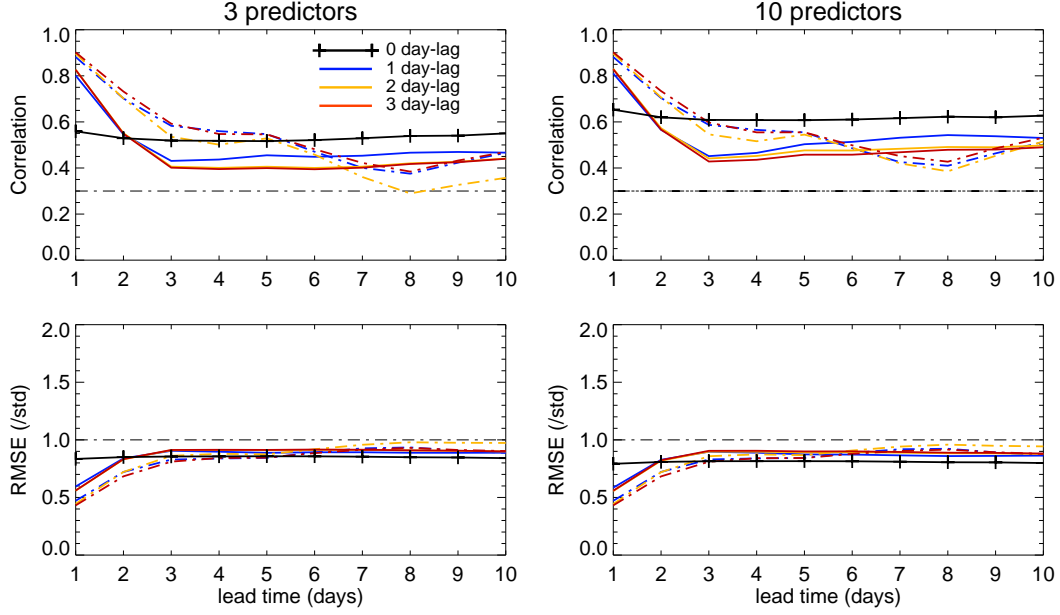 3 predictors
10 predictors
Correlation
1.0
0.8
0.6
0.4
0.2
0.0
0 day-lag
1 day-lag
2 day-lag
3 day-lag
1 2 3 4 5 6 7 8 9 10
Correlation
1.0
0.8
0.6
0.4
0.2
0.0
1 2 3 4 5 6 7 8 9 10
RMSE (/std)
2.0
1.5
1.0
0.5
0.0
1 2 3 4 5 6 7 8 9 10
lead time (days)
RMSE (/std)
2.0
1.5
1.0
0.5
0.0
1 2 3 4 5 6 7 8 9 10
lead time (days)